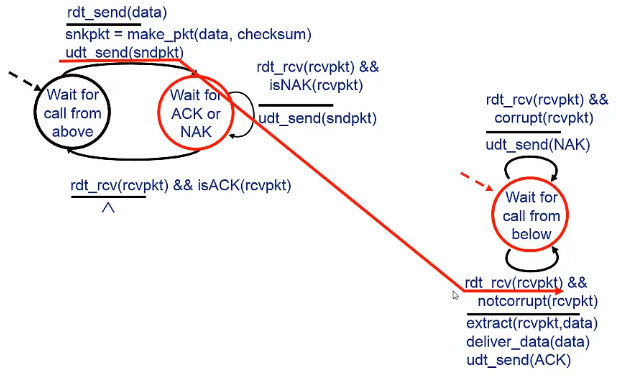 rdt_send(data)
snkpkt = make_pkt(data, checksum)
udt_send(sndpkt)
Wait for
call from
above
Wait for
ACK or
NAK
rdt_rcv(rcvpkt) &&
isNAK(rcvpkt)
udt_send(sndpkt)
rdt_rcv(rcvpkt) && isACK(rcvpkt)
Λ
rdt_rcv(rcvpkt) &&
corrupt(rcvpkt)
udt_send(NAK)
Wait for
call from
below
rdt_rcv(rcvpkt) &&
notcorrupt(rcvpkt)
extract(rcvpkt,data)
deliver_data(data)
udt_send(ACK)